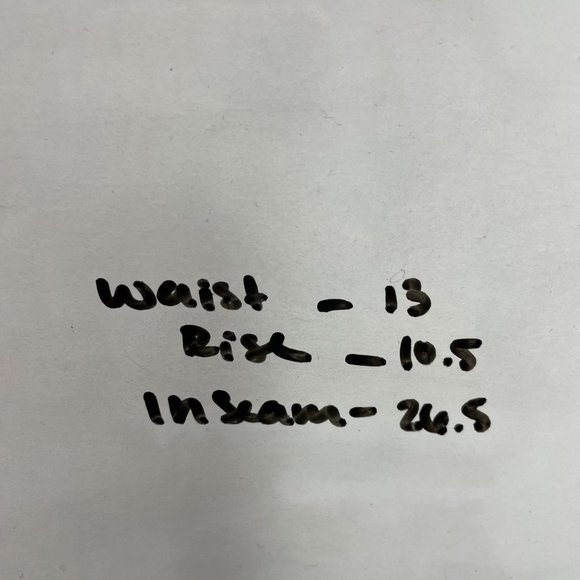 Waist - 13
Rise - 10.5
Inseam - 26.5